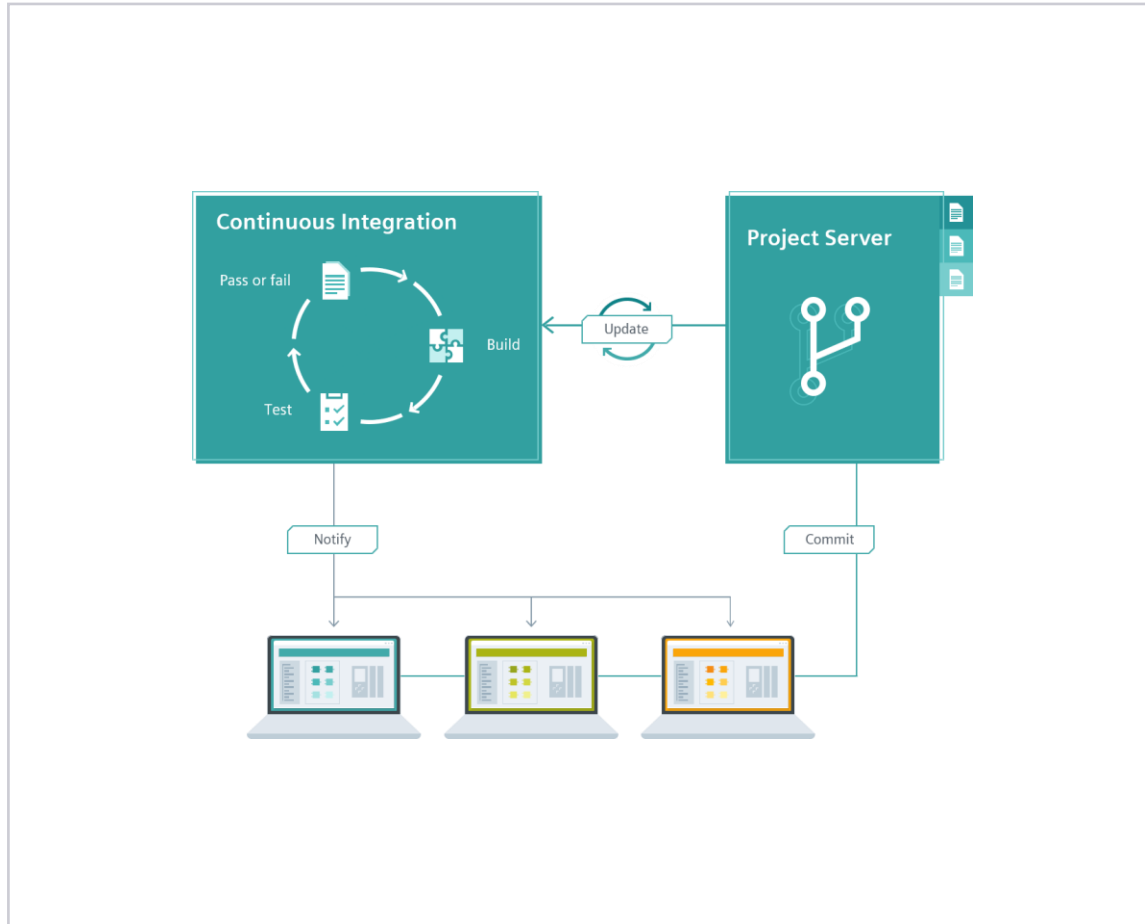 Continuous Integration
Project Server
Pass or fail
Update
Build
Test
Notify
Commit